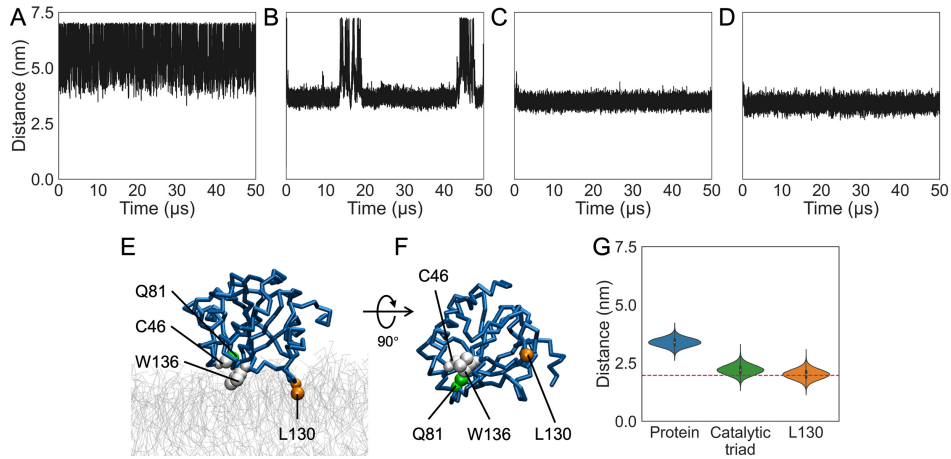 A
B
C
D
Distance (nm)
7.5
5.0
2.5
0.0
0 10 20 30 40 50
0 10 20 30 40 50
0 10 20 30 40 50
0 10 20 30 40 50
Time (µs)
Time (µs)
Time (µs)
Time (µs)
E
Q81
C46
W136
L130
90°
F
C46
Q81
W136
L130
G
Distance (nm)
7.5
5.0
2.5
0.0
Protein
Catalytic
triad
L130